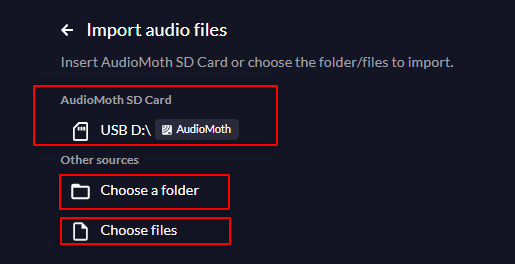 Import audio files
Insert AudioMoth SD Card or choose the folder/files to import.
AudioMoth SD Card
USB D:\ AudioMoth
Other sources
Choose a folder
Choose files